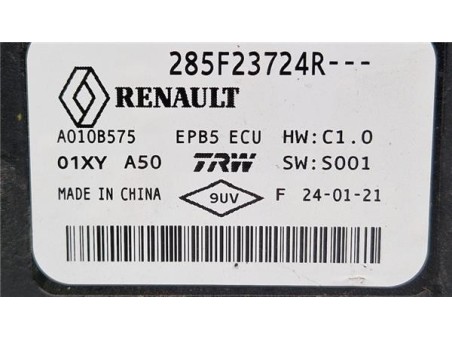 285F23724R---
RENAULT
A010B575 EPB5 ECU HW:C1.0
01XY A50 TRW SW:S001
MADE IN CHINA 9UV F 24-01-21